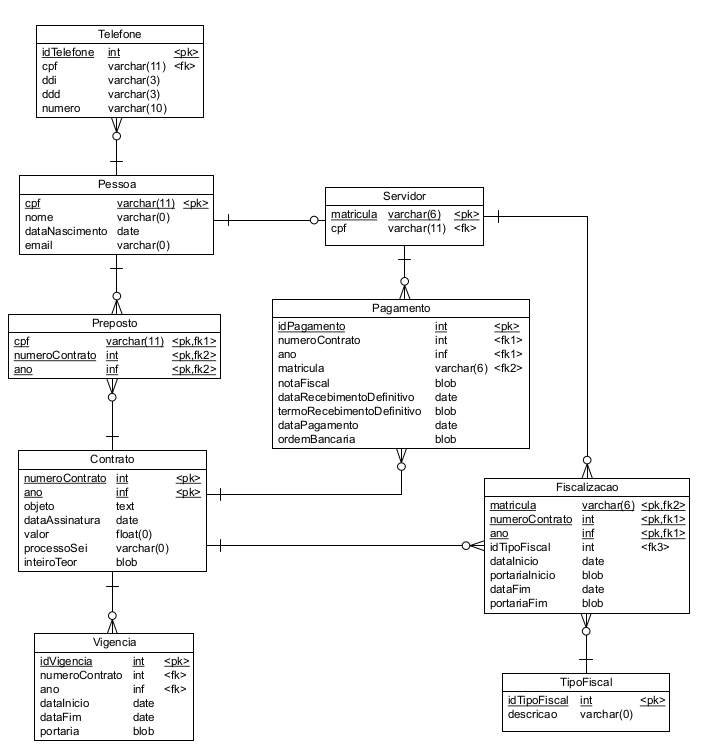 Telefone
idTelefone int <pk>
cpf varchar(11) <fk>
ddi varchar(3)
ddd varchar(3)
numero varchar(10)
Pessoa
cpf varchar(11) <pk>
nome varchar(0)
dataNascimento date
email varchar(0)
Servidor
matricula varchar(6) <pk>
cpf varchar(11) <fk>
Preposto
cpf varchar(11) <pk,fk1>
numeroContrato int <pk,fk2>
ano inf <pk,fk2>
Pagamento
idPagamento int <pk>
numeroContrato int <fk1>
ano inf <fk1>
matricula varchar(6) <fk2>
notaFiscal blob
dataRecebimentoDefinitivo date
termoRecebimentoDefinitivo blob
dataPagamento date
ordemBancaria blob
Contrato
numeroContrato int <pk>
ano inf <pk>
objeto text
dataAssinatura date
valor float(0)
processoSei varchar(0)
inteiroTeor blob
Fiscalizacao
matricula varchar(6) <pk,fk2>
numeroContrato int <pk,fk1>
ano inf <pk,fk1>
idTipoFiscal int <fk3>
dataInicio date
portariaInicio blob
dataFim date
portariaFim blob
Vigencia
idVigencia int <pk>
numeroContrato int <fk>
ano inf <fk>
dataInicio date
dataFim date
portaria blob
TipoFiscal
idTipoFiscal int <pk>
descricao varchar(0)